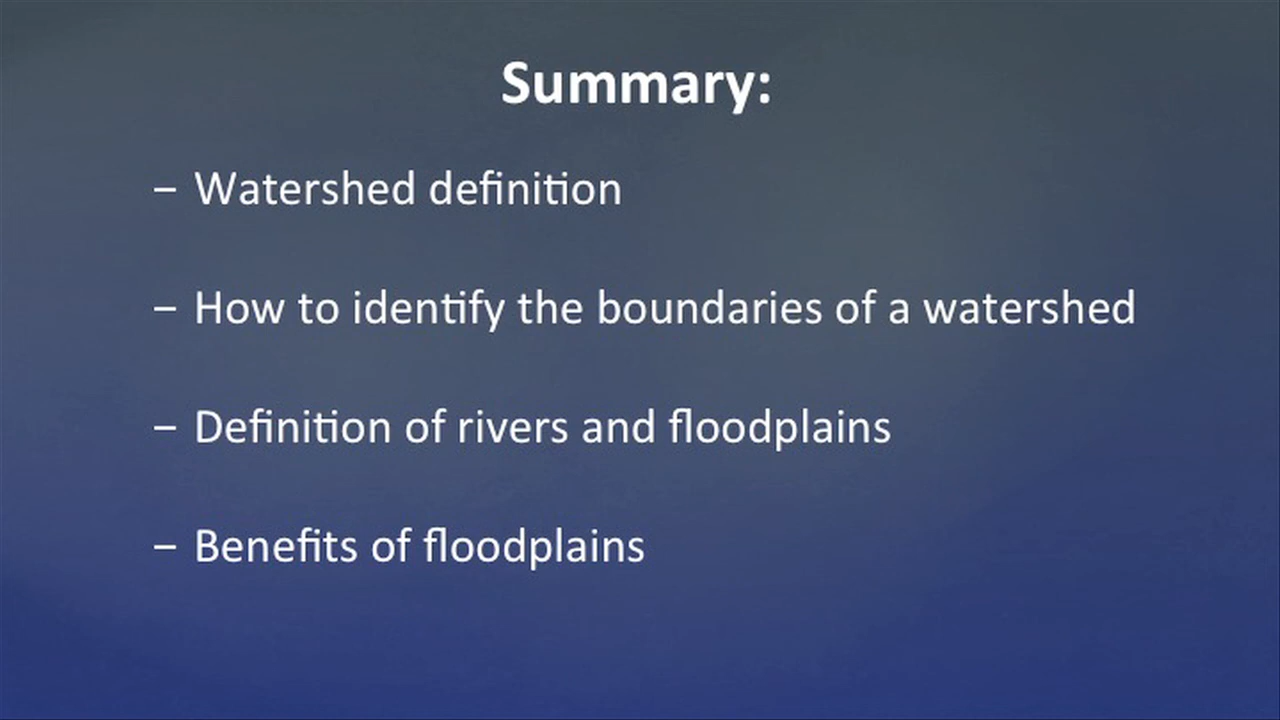 Summary:
– Watershed definition
– How to identify the boundaries of a watershed
– Definition of rivers and floodplains
– Benefits of floodplains